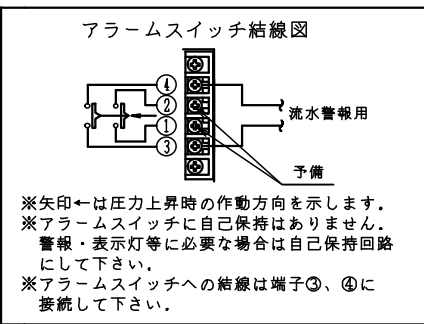 アラームスイッチ結線図
④
②
①
③
流水警報用
予備
※矢印←は圧力上昇時の作動方向を示します．
※アラームスイッチに自己保持はありません．
警報・表示灯等に必要な場合は自己保持回路
にして下さい．
※アラームスイッチへの結線は端子③、④に
接続して下さい．